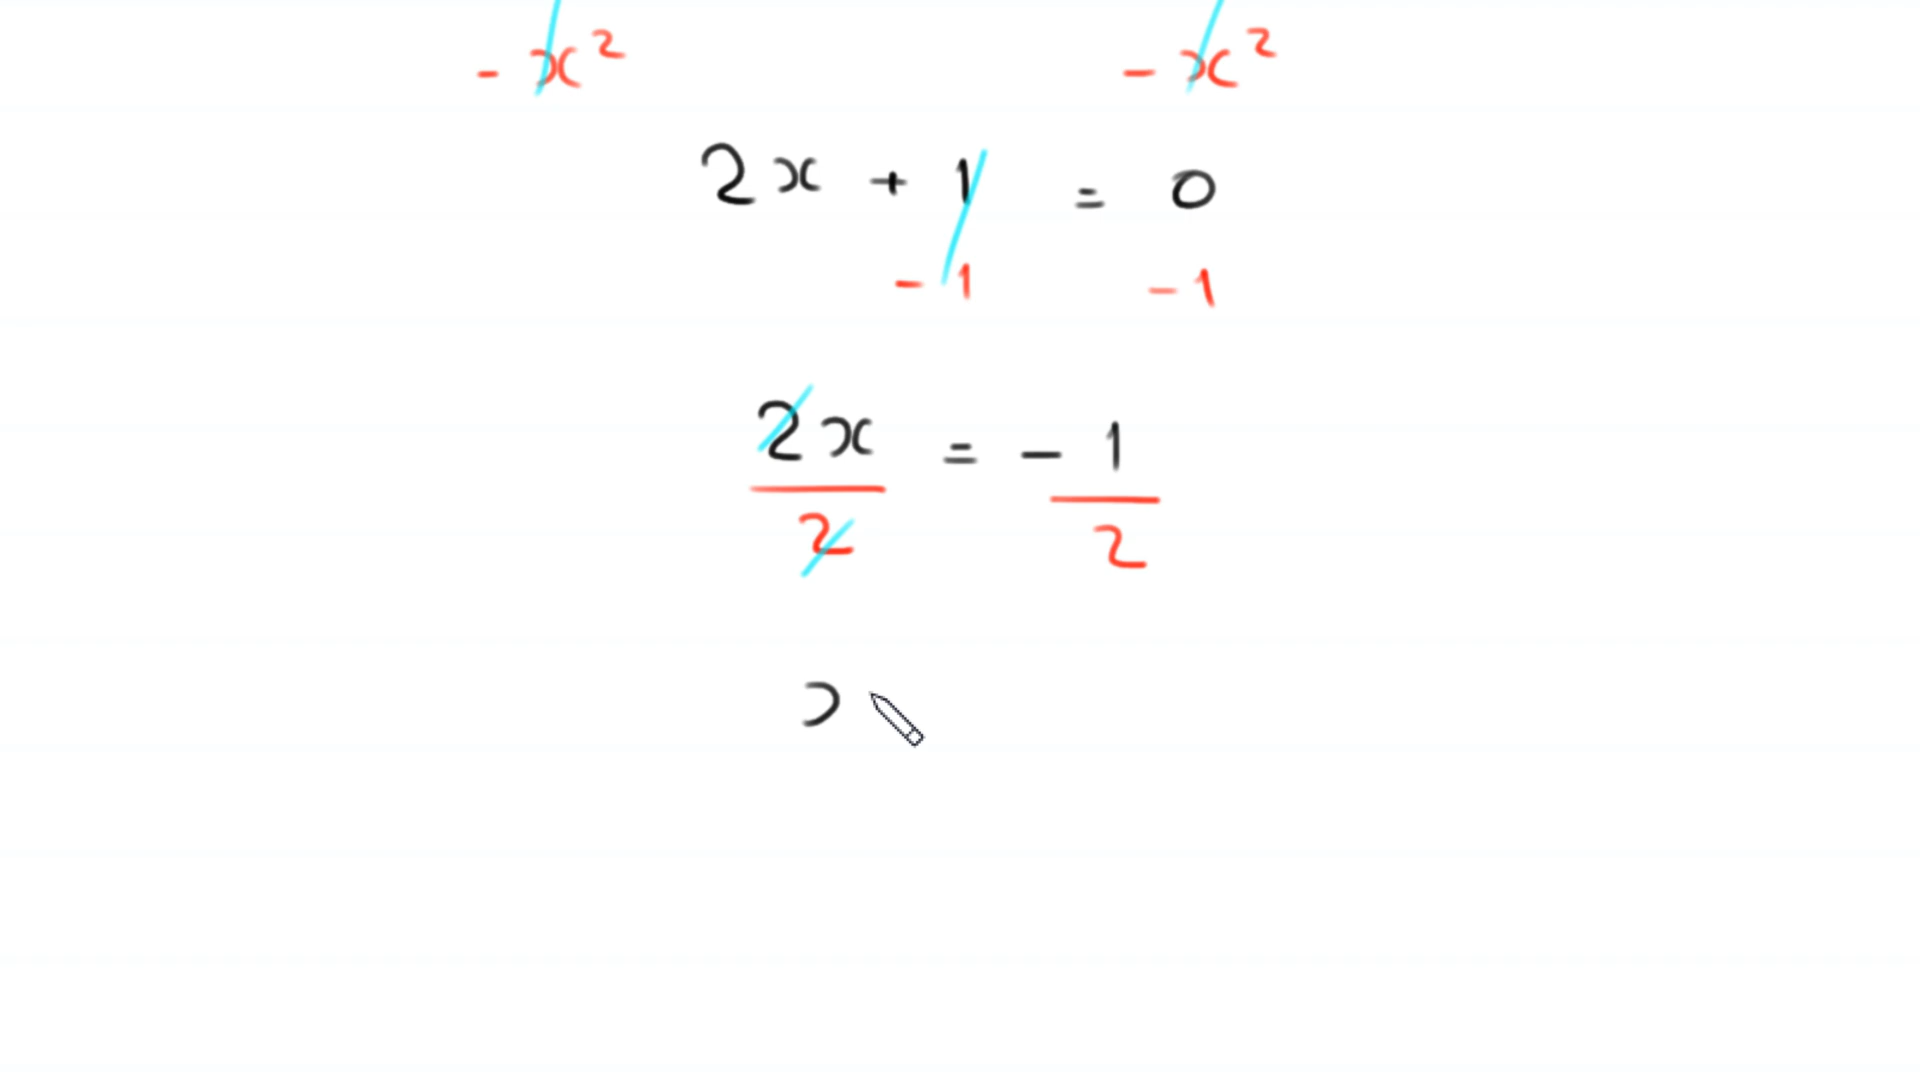 - x² - x²
2x + 1 = 0
- 1 - 1
2x = - 1
2 2